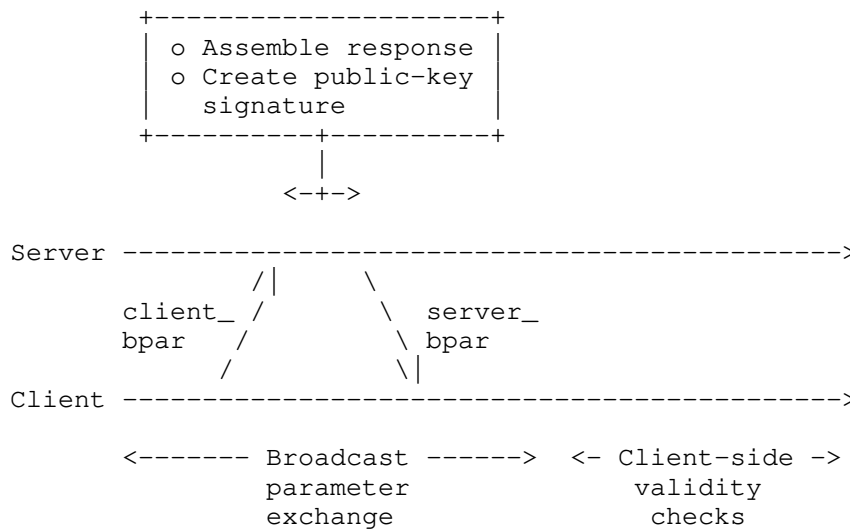 o Assemble response
o Create public-key
signature
Server
client_ server_
bpar bpar
Client
Broadcast Client-side
parameter validity
exchange checks